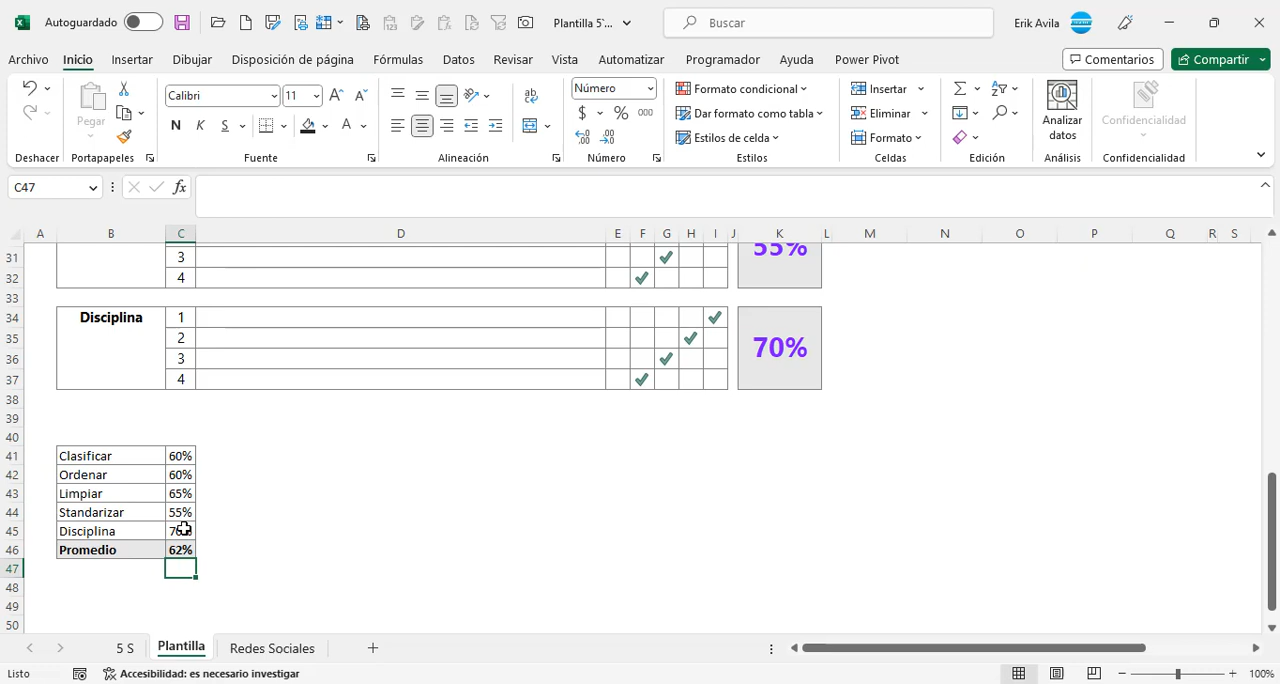 Autoguardado
Plantilla 5´...
Buscar
Erik Avila
Archivo Inicio Insertar Dibujar Disposición de página Fórmulas Datos Revisar Vista Automatizar Programador Ayuda Power Pivot
Comentarios Compartir
Pegar
Calibri 11
N K S
Número
$ % 000
Formato condicional
Dar formato como tabla
Estilos de celda
Insertar
Eliminar
Formato
Analizar datos
Confidencialidad
Deshacer Portapapeles Fuente Alineación Número Estilos Celdas Edición Análisis Confidencialidad
C47 fx
A B C D E F G H I J K L M N O P Q R S
31 3 55%
32 4
33
34 Disciplina 1
35 2 70%
36 3
37 4
38
39
40
41 Clasificar 60%
42 Ordenar 60%
43 Limpiar 65%
44 Standarizar 55%
45 Disciplina
46 Promedio 62%
47
48
49
50
5 S Plantilla Redes Sociales
Listo Accesibilidad: es necesario investigar 100%